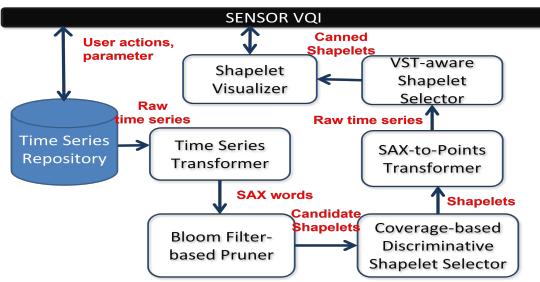 SENSOR VQI
User actions,
parameter
Canned
Shapelets
Shapelet
Visualizer
VST-aware
Shapelet
Selector
Raw
time series
Raw time series
Time Series
Repository
Time Series
Transformer
SAX-to-Points
Transformer
SAX words
Shapelets
Candidate
Shapelets
Bloom Filter-
based Pruner
Coverage-based
Discriminative
Shapelet Selector